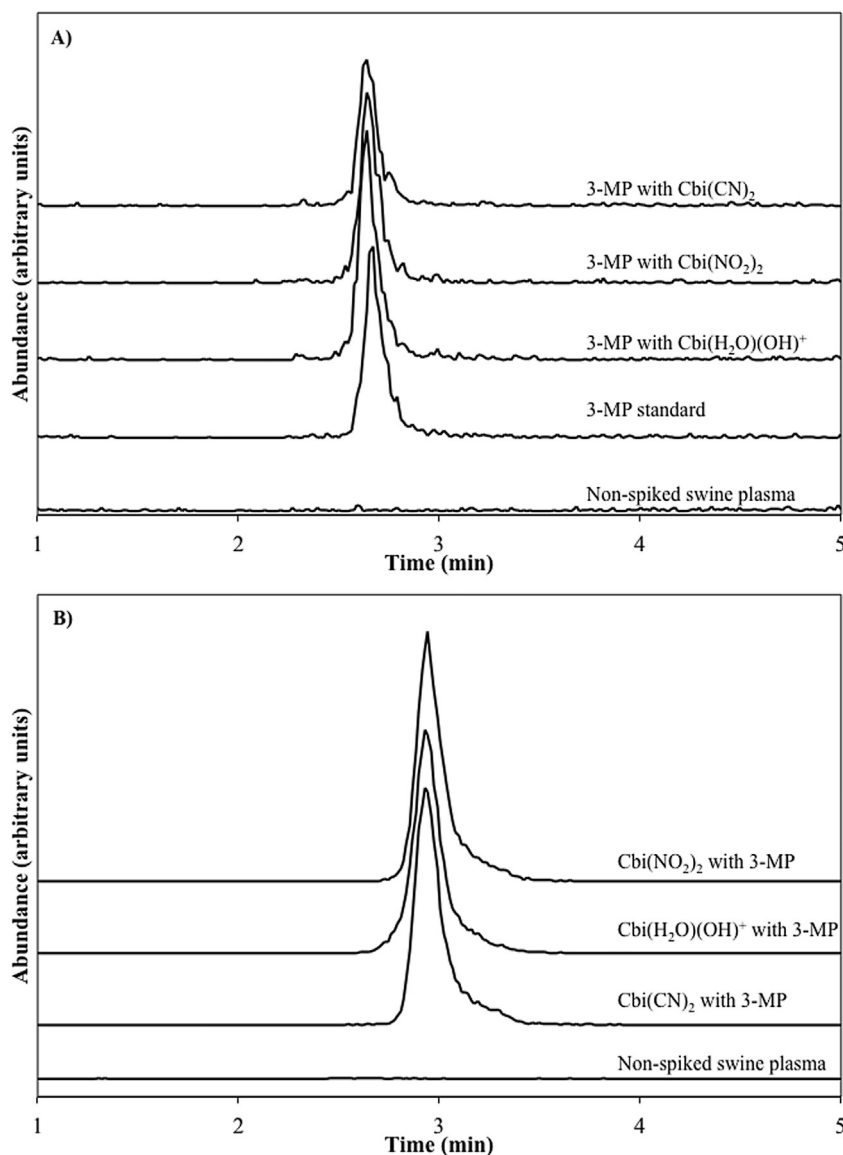 A)
Abundance (arbitrary units)
3-MP with Cbi(CN)₂
3-MP with Cbi(NO₂)₂
3-MP with Cbi(H₂O)(OH)⁺
3-MP standard
Non-spiked swine plasma
1 2 3 4 5
Time (min)
B)
Abundance (arbitrary units)
Cbi(NO₂)₂ with 3-MP
Cbi(H₂O)(OH)⁺ with 3-MP
Cbi(CN)₂ with 3-MP
Non-spiked swine plasma
1 2 3 4 5
Time (min)